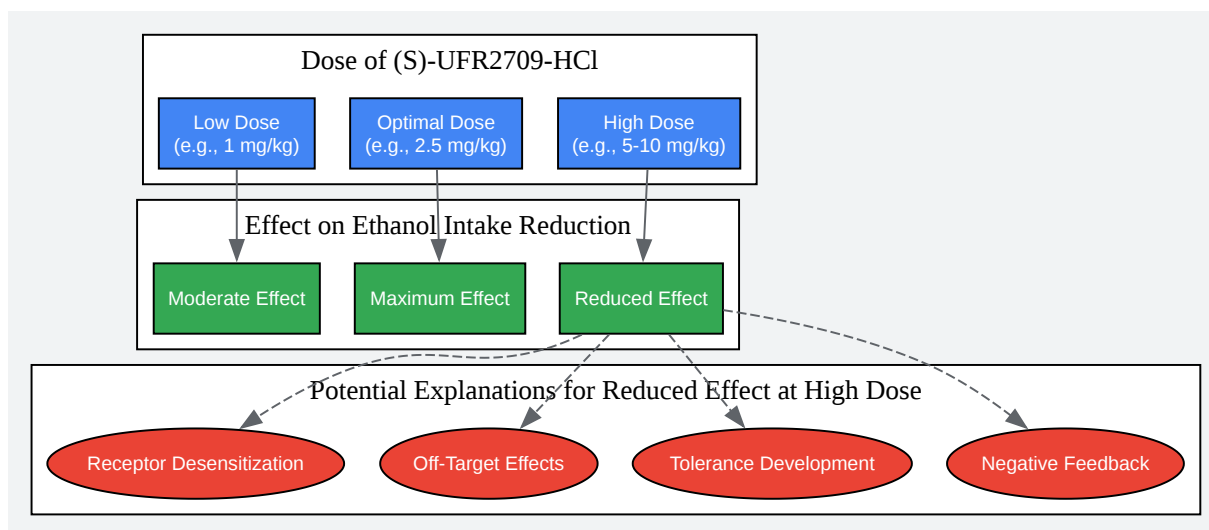 Dose of (S)-UFR2709-HCl
Low Dose
(e.g., 1 mg/kg)
Optimal Dose
(e.g., 2.5 mg/kg)
High Dose
(e.g., 5-10 mg/kg)
Effect on Ethanol Intake Reduction
Moderate Effect
Maximum Effect
Reduced Effect
Potential Explanations for Reduced Effect at High Dose
Receptor Desensitization
Off-Target Effects
Tolerance Development
Negative Feedback